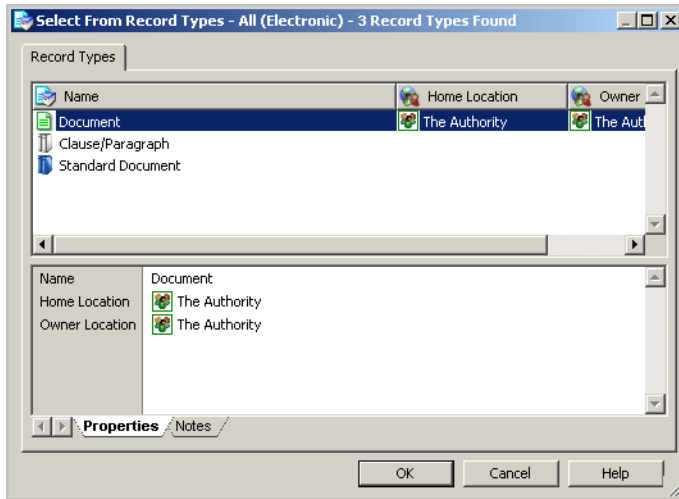 Select From Record Types - All (Electronic) - 3 Record Types Found
Record Types
Name Home Location Owner
Document The Authority The Aut
Clause/Paragraph
Standard Document
Name Document
Home Location The Authority
Owner Location The Authority
Properties Notes
OK Cancel Help